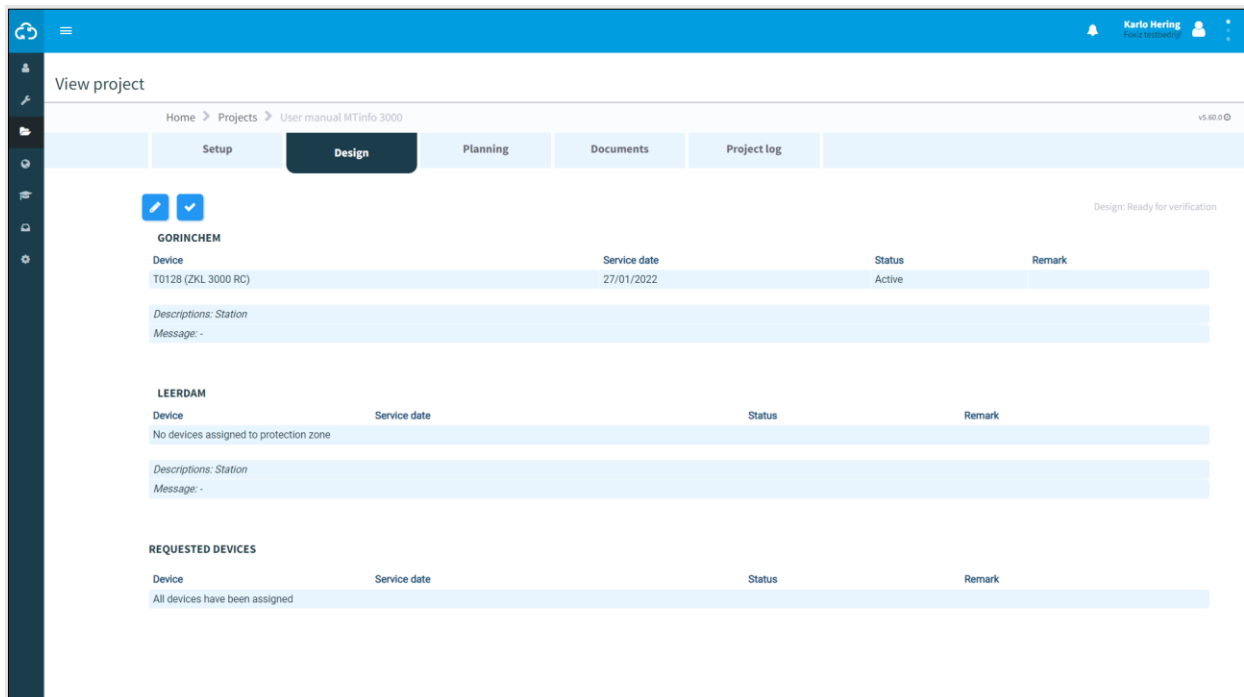 Karlo Hering
Fonz testbedrijf
View project
Home > Projects > User manual MTinfo 3000
v5.60.0
Setup Design Planning Documents Project log
Design: Ready for verification
GORINCHEM
Device Service date Status Remark
T0128 (ZKL 3000 RC) 27/01/2022 Active
Descriptions: Station
Message: -
LEERDAM
Device Service date Status Remark
No devices assigned to protection zone
Descriptions: Station
Message: -
REQUESTED DEVICES
Device Service date Status Remark
All devices have been assigned